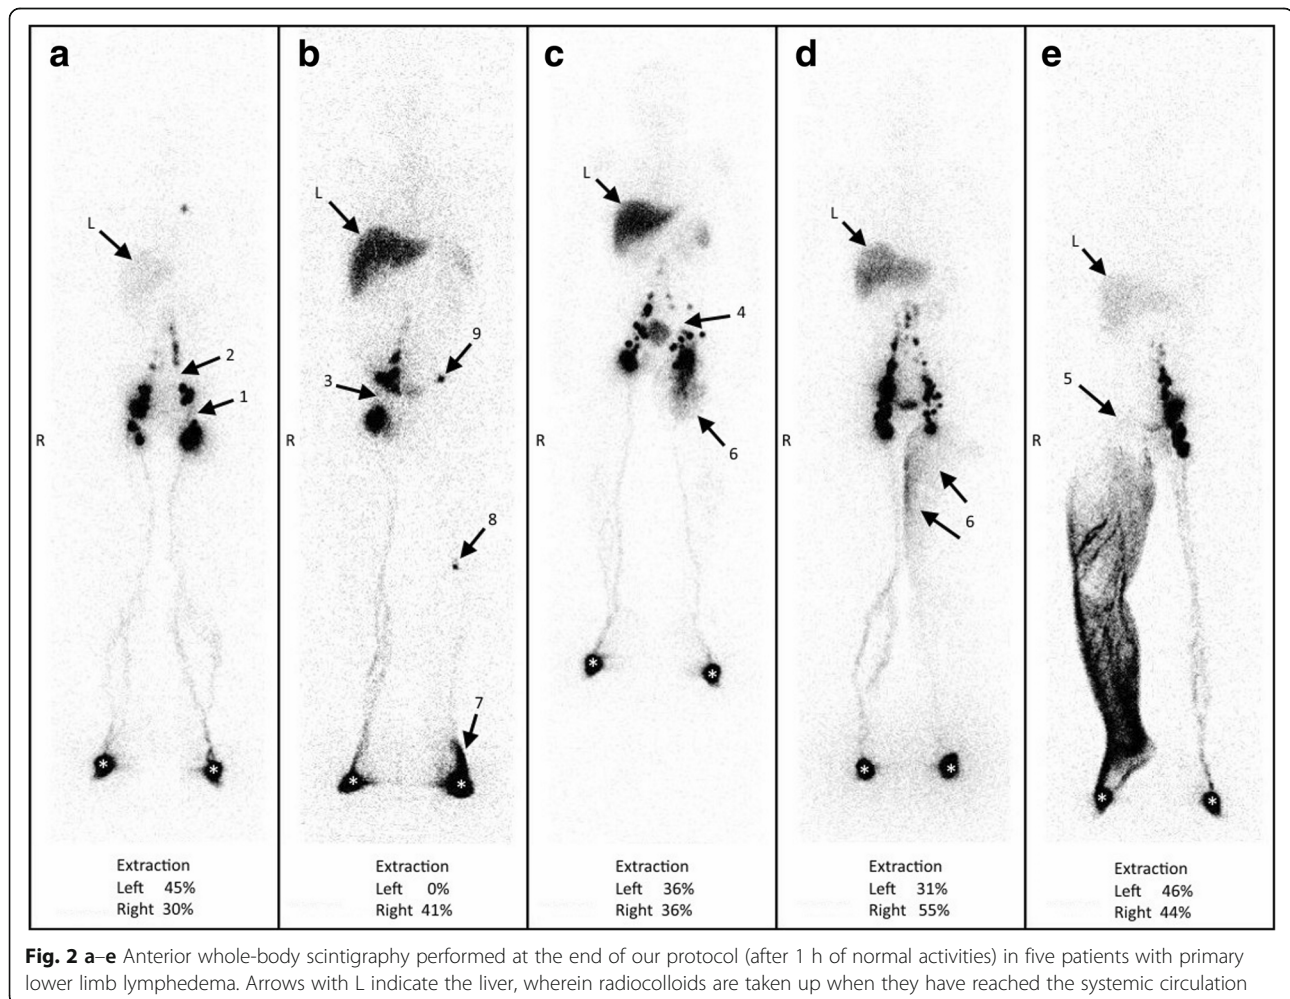 a
b
c
d
e
L
2
1
R
L
9
3
8
7
R
L
4
6
L
6
R
L
5
R
*
*
*
*
*
*
*
*
*
*
Extraction
Left 45%
Right 30%
Extraction
Left 0%
Right 41%
Extraction
Left 36%
Right 36%
Extraction
Left 31%
Right 55%
Extraction
Left 46%
Right 44%
Fig. 2 a–e Anterior whole-body scintigraphy performed at the end of our protocol (after 1 h of normal activities) in five patients with primary
lower limb lymphedema. Arrows with L indicate the liver, wherein radiocolloids are taken up when they have reached the systemic circulation